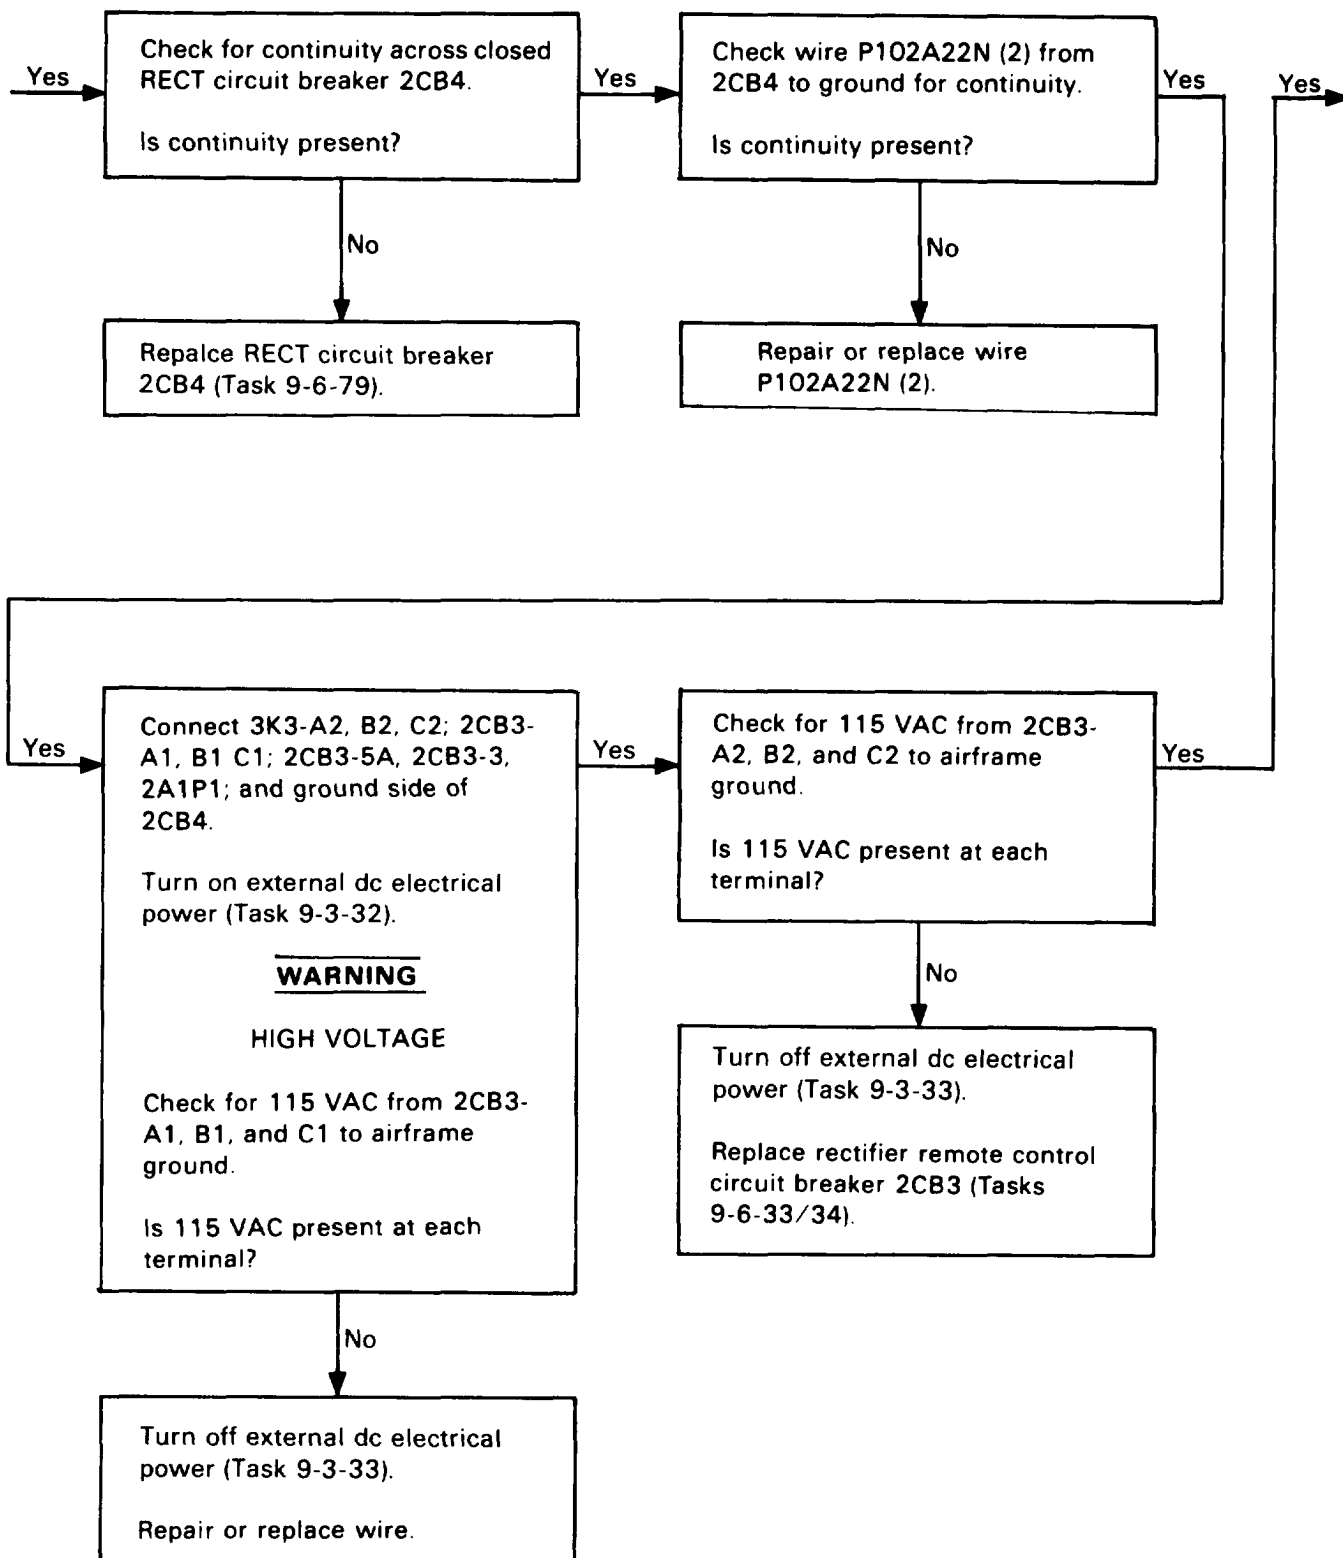 Yes
Check for continuity across closed
RECT circuit breaker 2CB4.
Is continuity present?
Yes
Check wire P102A22N (2) from
2CB4 to ground for continuity.
Is continuity present?
Yes
Yes
No
No
Repalce RECT circuit breaker
2CB4 (Task 9-6-79).
Repair or replace wire
P102A22N (2).
Yes
Connect 3K3-A2, B2, C2; 2CB3-
A1, B1 C1; 2CB3-5A, 2CB3-3,
2A1P1; and ground side of
2CB4.
Turn on external dc electrical
power (Task 9-3-32).
WARNING
HIGH VOLTAGE
Check for 115 VAC from 2CB3-
A1, B1, and C1 to airframe
ground.
Is 115 VAC present at each
terminal?
Yes
Check for 115 VAC from 2CB3-
A2, B2, and C2 to airframe
ground.
Is 115 VAC present at each
terminal?
Yes
No
Turn off external dc electrical
power (Task 9-3-33).
Replace rectifier remote control
circuit breaker 2CB3 (Tasks
9-6-33/34).
No
Turn off external dc electrical
power (Task 9-3-33).
Repair or replace wire.